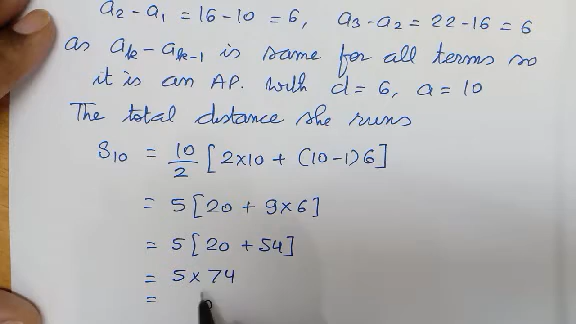 a₂ - a₁ = 16 - 10 = 6, a₃ - a₂ = 22 - 16 = 6
as aₖ - aₖ₋₁ is same for all terms so
it is an AP. with d = 6, a = 10
The total distance she runs
S₁₀ = 10/2 [2×10 + (10-1)6]
= 5[20 + 9×6]
= 5[20 + 54]
= 5×74
=